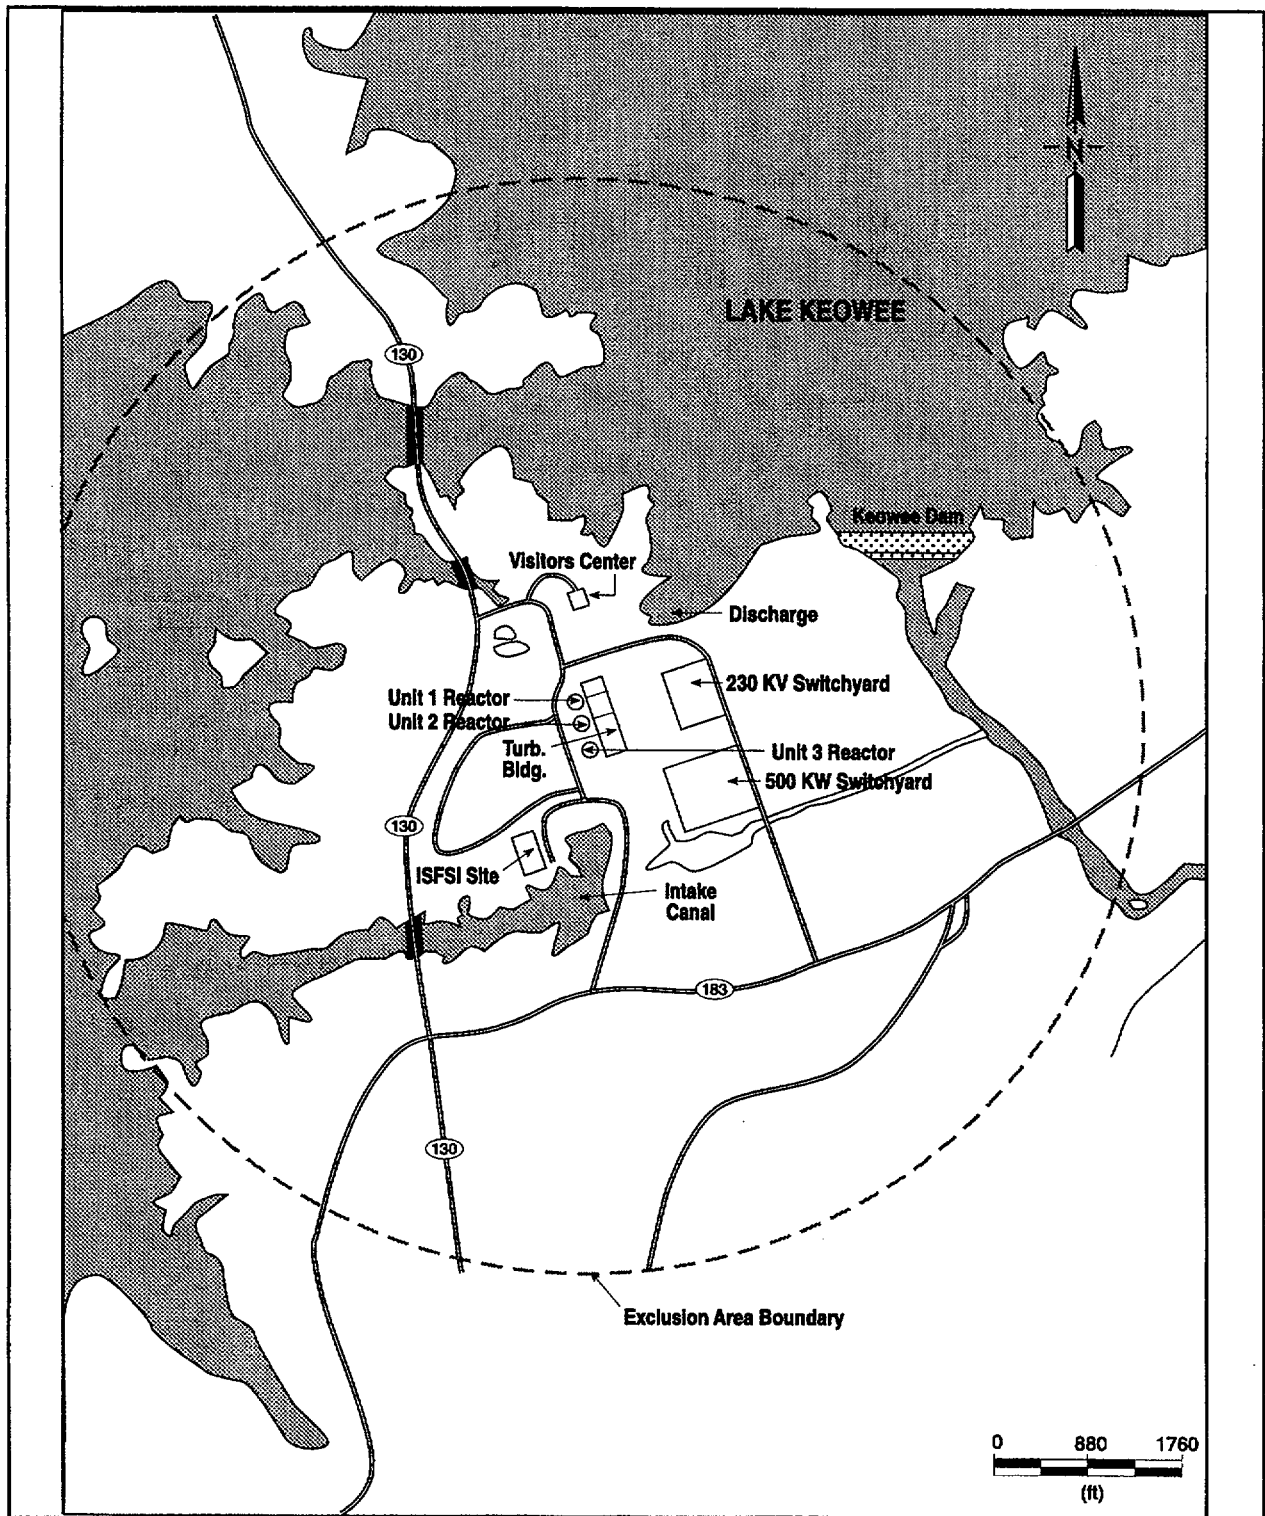 N
LAKE KEOWEE
130
Keowee Dam
Visitors Center
Discharge
230 KV Switchyard
Unit 1 Reactor
Unit 2 Reactor
Turb.
Bldg.
Unit 3 Reactor
500 KW Switchyard
130
ISFSI Site
Intake
Canal
183
130
Exclusion Area Boundary
0 880 1760
(ft)